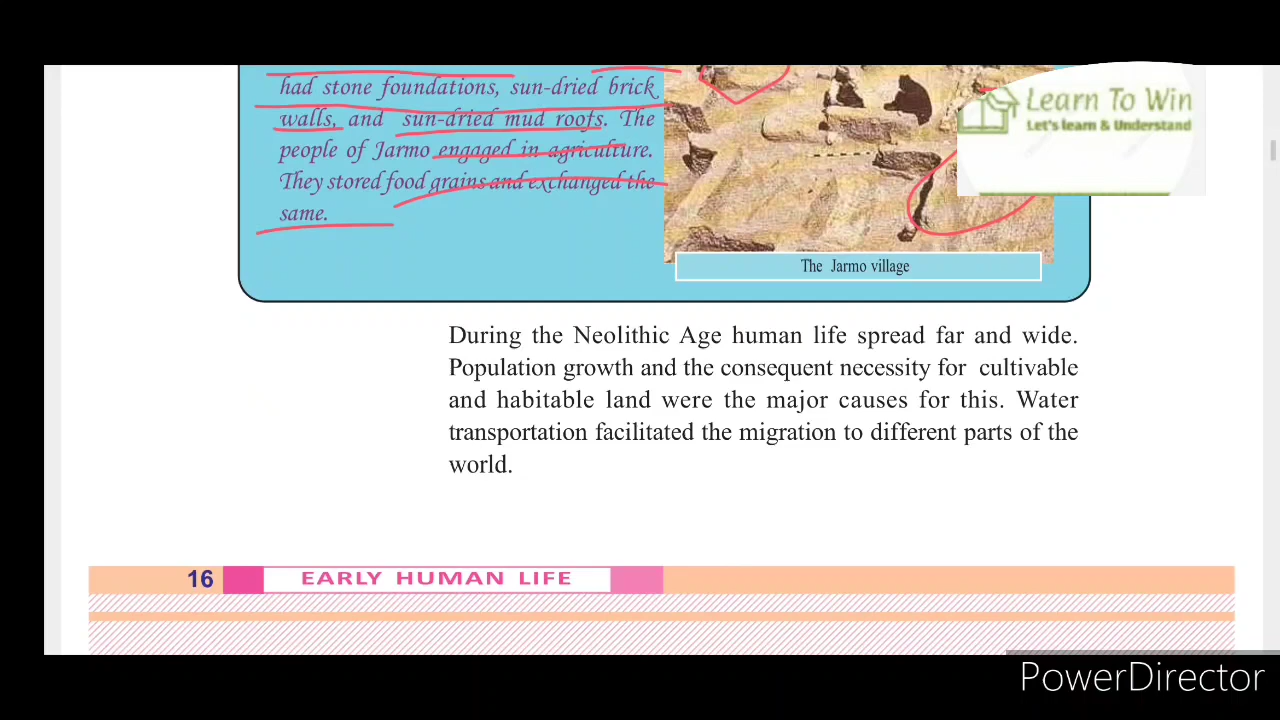 had stone foundations, sun-dried brick
walls, and sun-dried mud roofs. The
people of Jarmo engaged in agriculture.
They stored food grains and exchanged the
same.
Learn To Win
Let's learn & Understand
The Jarmo village
During the Neolithic Age human life spread far and wide.
Population growth and the consequent necessity for cultivable
and habitable land were the major causes for this. Water
transportation facilitated the migration to different parts of the
world.
16 EARLY HUMAN LIFE
PowerDirector